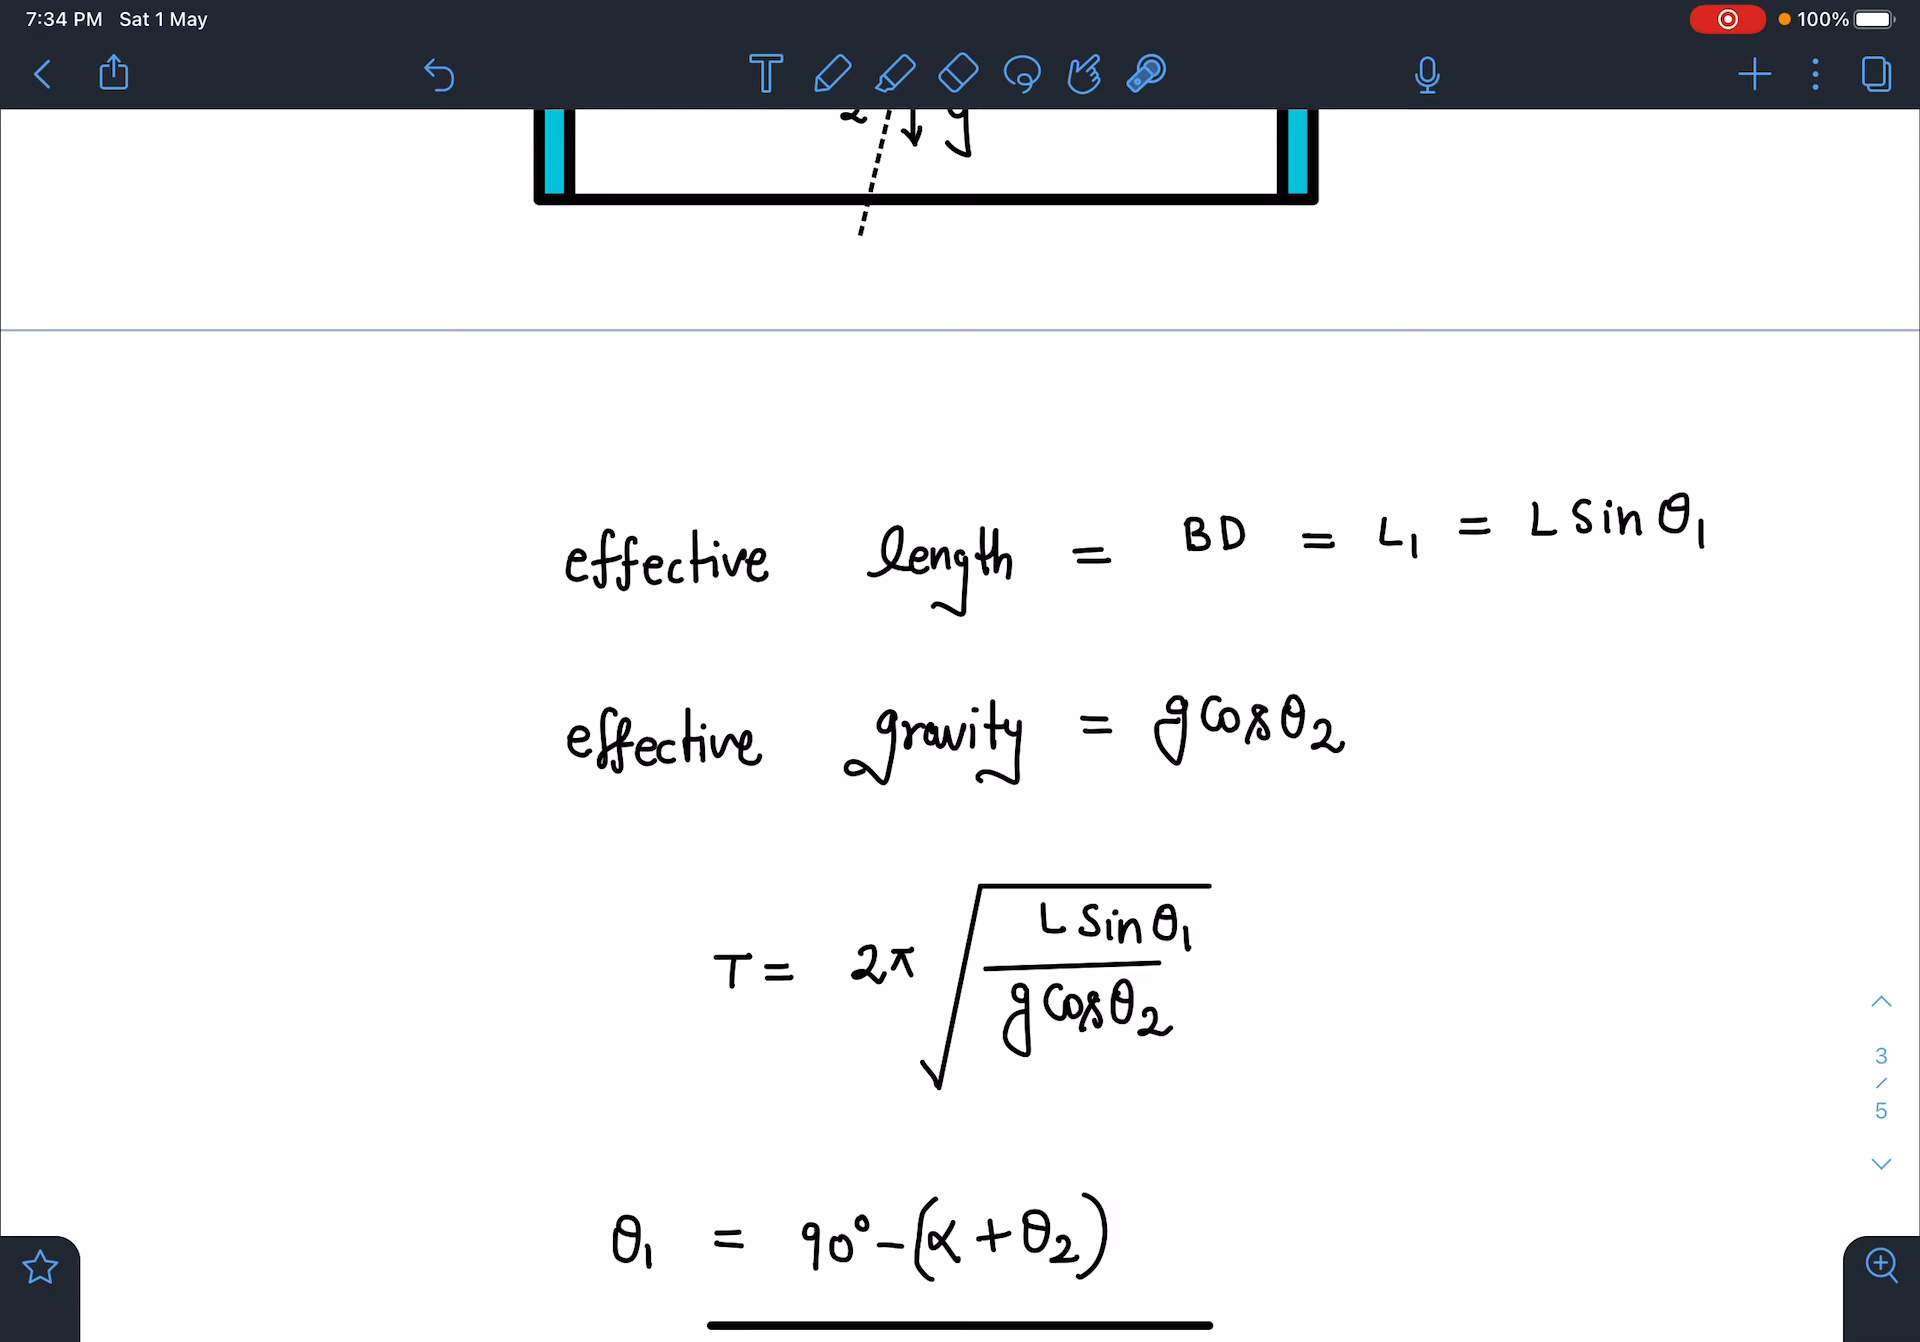 7:34 PM Sat 1 May
100%
T
2 g
effective length = BD = L₁ = L sin θ₁
effective gravity = g cos θ₂
T = 2π √(L sin θ₁ / g cos θ₂)
3
/
5
θ₁ = 90° - (α + θ₂)